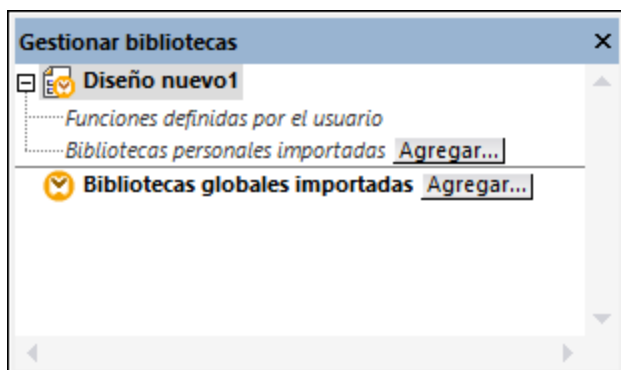 Gestionar bibliotecas
Diseño nuevo1
Funciones definidas por el usuario
Bibliotecas personales importadas Agregar...
Bibliotecas globales importadas Agregar...